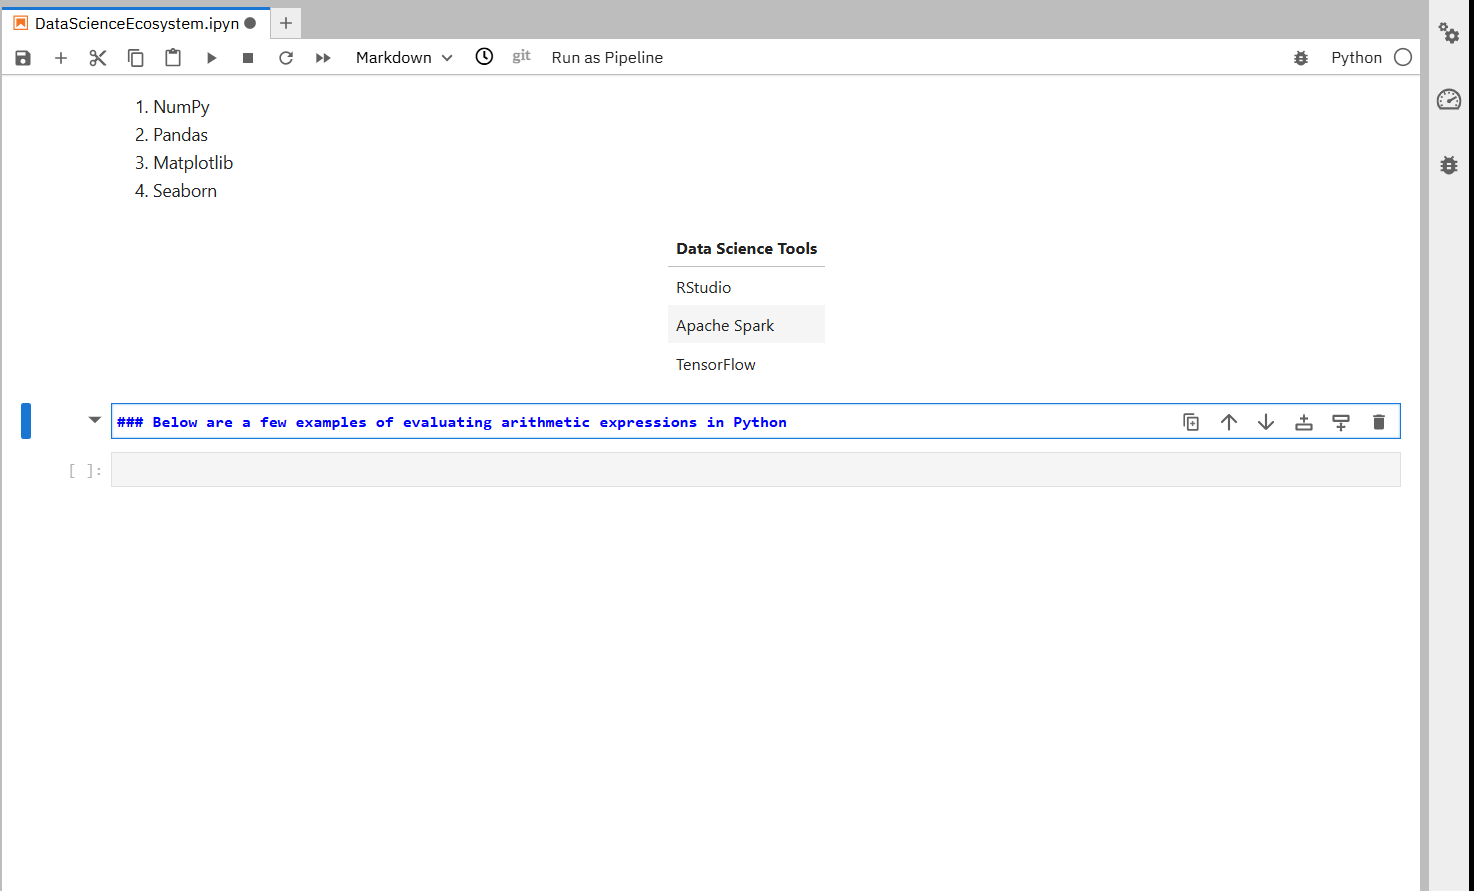 DataScienceEcosystem.ipyn
Markdown git Run as Pipeline Python
1. NumPy
2. Pandas
3. Matplotlib
4. Seaborn
Data Science Tools
RStudio
Apache Spark
TensorFlow
### Below are a few examples of evaluating arithmetic expressions in Python
[ ]: